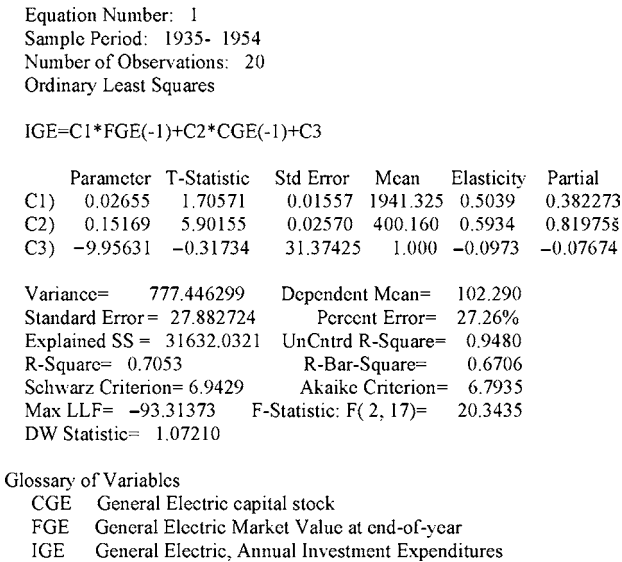 Equation Number: 1
Sample Period: 1935- 1954
Number of Observations: 20
Ordinary Least Squares
IGE=C1*FGE(-1)+C2*CGE(-1)+C3
Parameter T-Statistic Std Error Mean Elasticity Partial
C1) 0.02655 1.70571 0.01557 1941.325 0.5039 0.382273
C2) 0.15169 5.90155 0.02570 400.160 0.5934 0.81975š
C3) −9.95631 −0.31734 31.37425 1.000 −0.0973 −0.07674
Variance= 777.446299 Dependent Mean= 102.290
Standard Error= 27.882724 Percent Error= 27.26%
Explained SS = 31632.0321 UnCntrd R-Square= 0.9480
R-Square= 0.7053 R-Bar-Square= 0.6706
Schwarz Criterion= 6.9429 Akaike Criterion= 6.7935
Max LLF= −93.31373 F-Statistic: F( 2, 17)= 20.3435
DW Statistic= 1.07210
Glossary of Variables
CGE General Electric capital stock
FGE General Electric Market Value at end-of-year
IGE General Electric, Annual Investment Expenditures